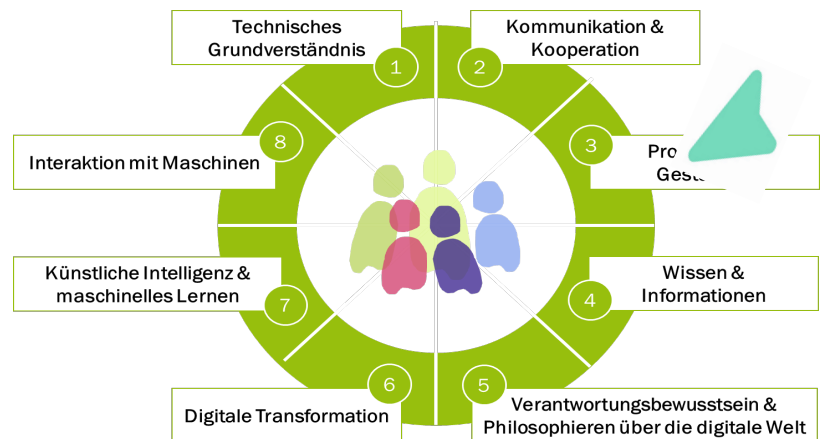 Technisches
Grundverständnis
1
Kommunikation &
Kooperation
2
3
Wissen &
Informationen
4
Verantwortungsbewusstsein &
Philosophieren über die digitale Welt
5
Digitale Transformation
6
Künstliche Intelligenz &
maschinelles Lernen
7
Interaktion mit Maschinen
8